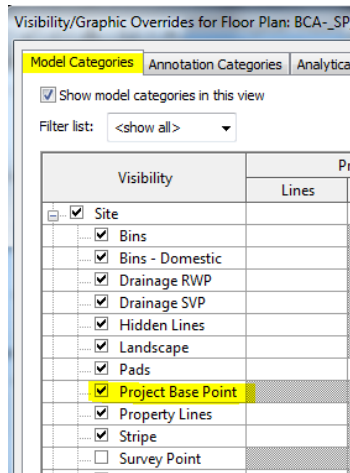 Visibility/Graphic Overrides for Floor Plan: BCA-_SP
Model Categories Annotation Categories Analytica
Show model categories in this view
Filter list: <show all>
Visibility
Lines
Site
Bins
Bins - Domestic
Drainage RWP
Drainage SVP
Hidden Lines
Landscape
Pads
Project Base Point
Property Lines
Stripe
Survey Point